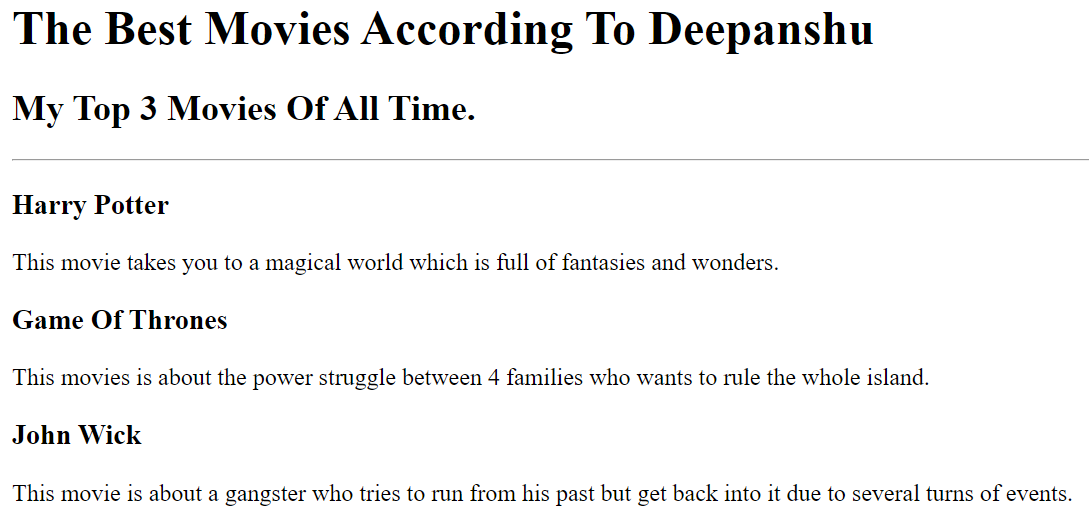 The Best Movies According To Deepanshu
My Top 3 Movies Of All Time.
Harry Potter
This movie takes you to a magical world which is full of fantasies and wonders.
Game Of Thrones
This movies is about the power struggle between 4 families who wants to rule the whole island.
John Wick
This movie is about a gangster who tries to run from his past but get back into it due to several turns of events.